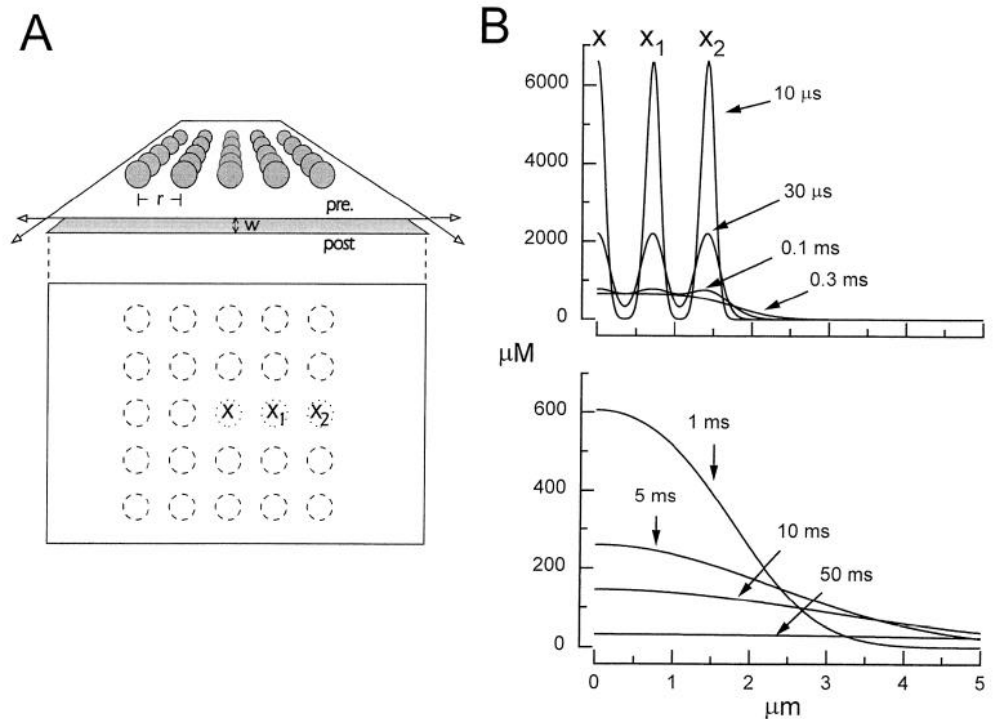 A
r
pre.
w
post
X X₁ X₂
B
X X₁ X₂
6000
4000
2000
0
10 μs
30 μs
0.1 ms
0.3 ms
μM
600
400
200
0
1 ms
5 ms
10 ms
50 ms
0 1 2 3 4 5
μm